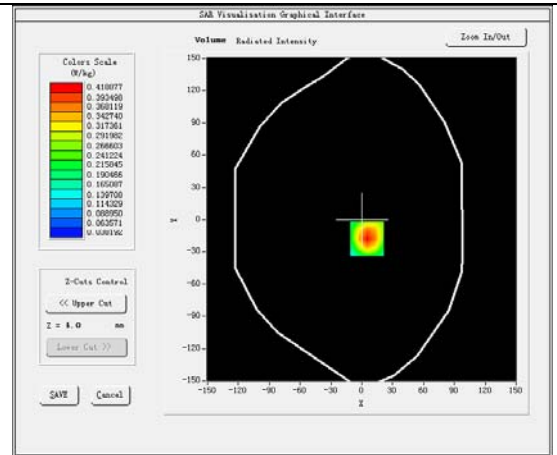 SAR Visualisation Graphical Interface
Volume Radiated Intensity
Zoom In/Out
Colors Scale
(W/kg)
0.418877
0.393498
0.368119
0.342740
0.317361
0.291982
0.266603
0.241224
0.215845
0.190466
0.165087
0.139708
0.114329
0.088950
0.063571
0.038192
Z-Cuts Control
<< Upper Cut
Z = 4.0 mm
Lower Cut >>
SAVE
Cancel
150
120
90
60
30
0
-30
-60
-90
-120
-150
Y
-150 -120 -90 -60 -30 0 30 60 90 120 150
X